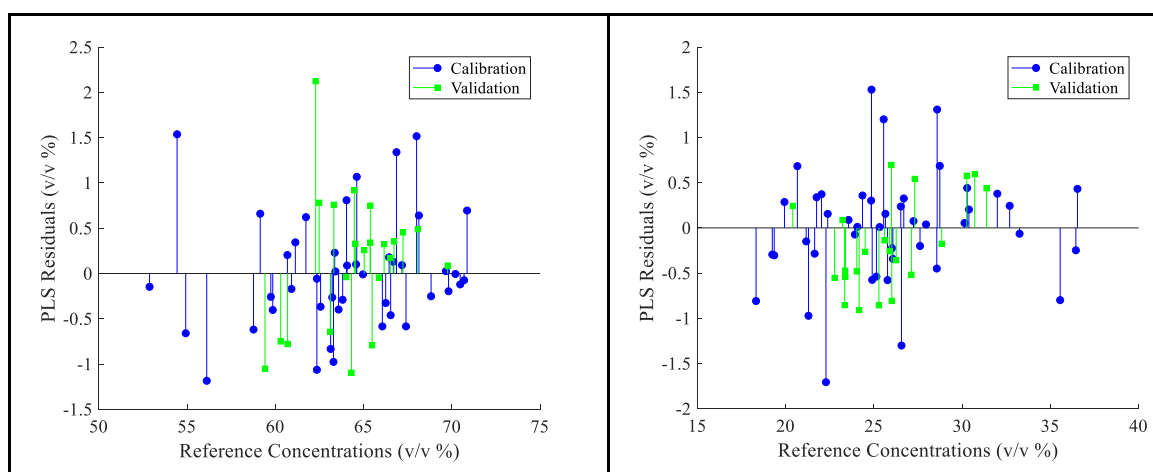 2.5
2
1.5
1
0.5
0
-0.5
-1
-1.5
PLS Residuals (v/v %)
Calibration
Validation
50 55 60 65 70 75
Reference Concentrations (v/v %)
2
1.5
1
0.5
0
-0.5
-1
-1.5
-2
PLS Residuals (v/v %)
Calibration
Validation
15 20 25 30 35 40
Reference Concentrations (v/v %)